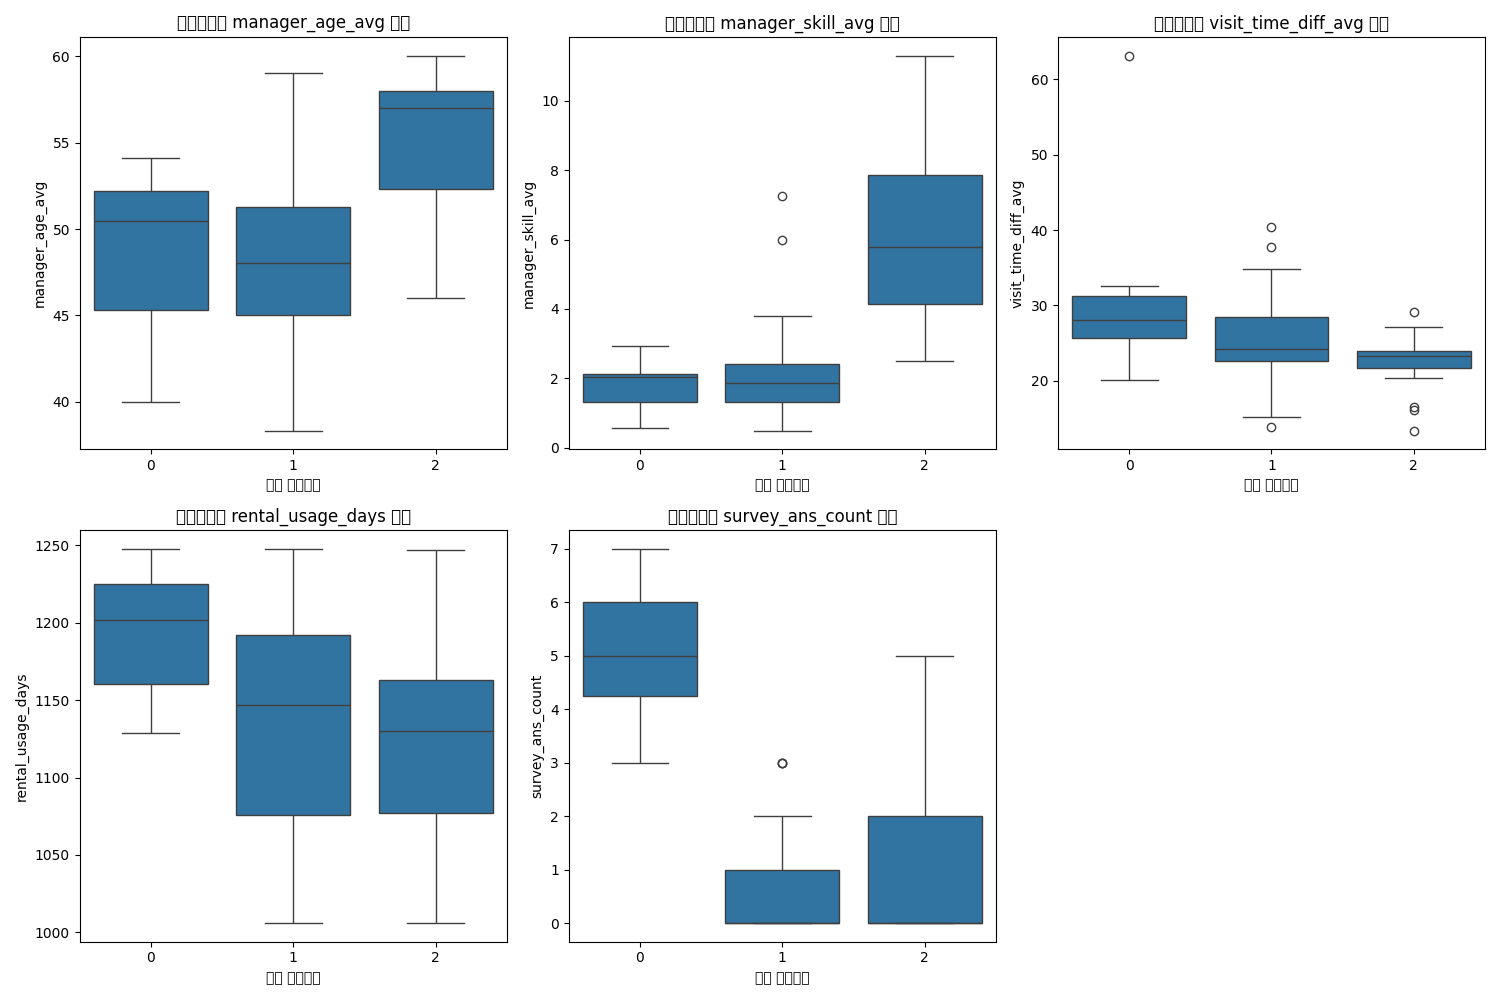 manager_age_avg
60
55
50
45
40
manager_age_avg
0 1 2
manager_skill_avg
10
8
6
4
2
0
manager_skill_avg
0 1 2
visit_time_diff_avg
60
50
40
30
20
visit_time_diff_avg
0 1 2
rental_usage_days
1250
1200
1150
1100
1050
1000
rental_usage_days
0 1 2
survey_ans_count
7
6
5
4
3
2
1
0
survey_ans_count
0 1 2